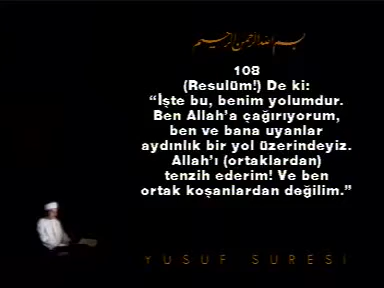 بسم الله الرحمن الرحيم
108
(Resulüm!) De ki:
“İşte bu, benim yolumdur.
Ben Allah’a çağırıyorum,
ben ve bana uyanlar
aydınlık bir yol üzerindeyiz.
Allah’ı (ortaklardan)
tenzih ederim! Ve ben
ortak koşanlardan değilim.”
YUSUF SURESİ